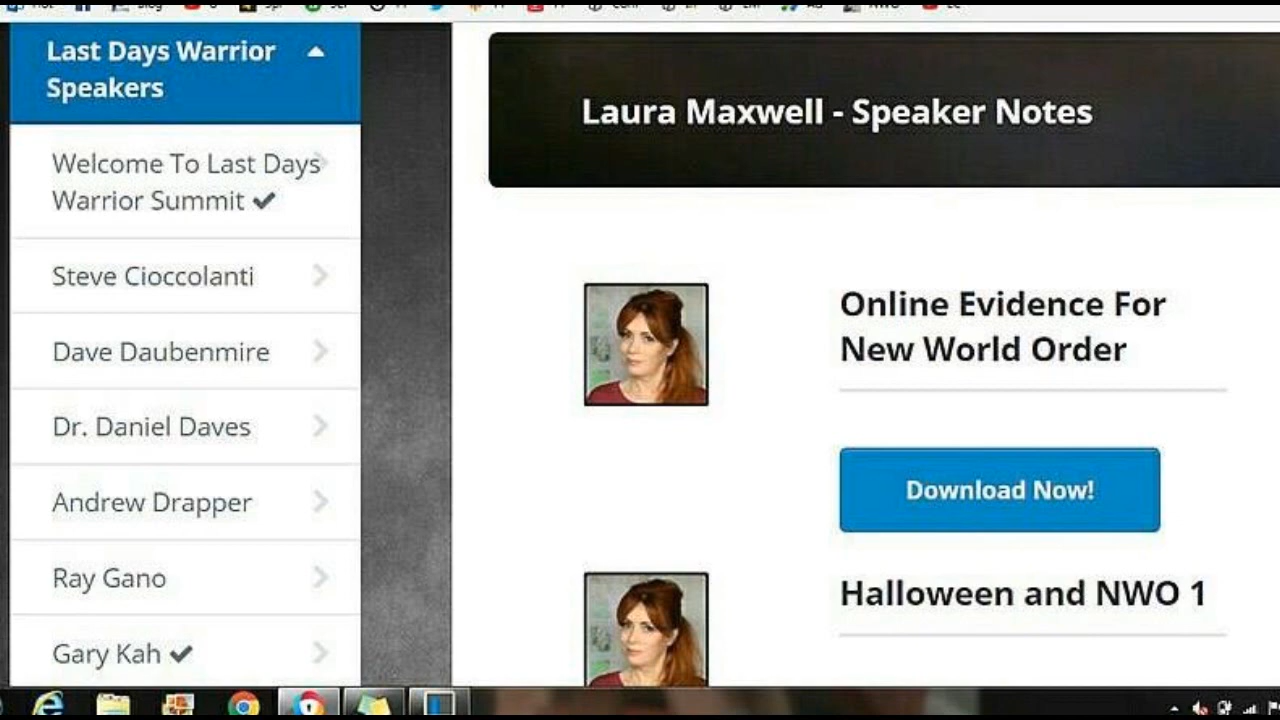 Last Days Warrior
Speakers
Welcome To Last Days
Warrior Summit
Steve Cioccolanti
Dave Daubenmire
Dr. Daniel Daves
Andrew Drapper
Ray Gano
Gary Kah
Laura Maxwell - Speaker Notes
Online Evidence For
New World Order
Download Now!
Halloween and NWO 1